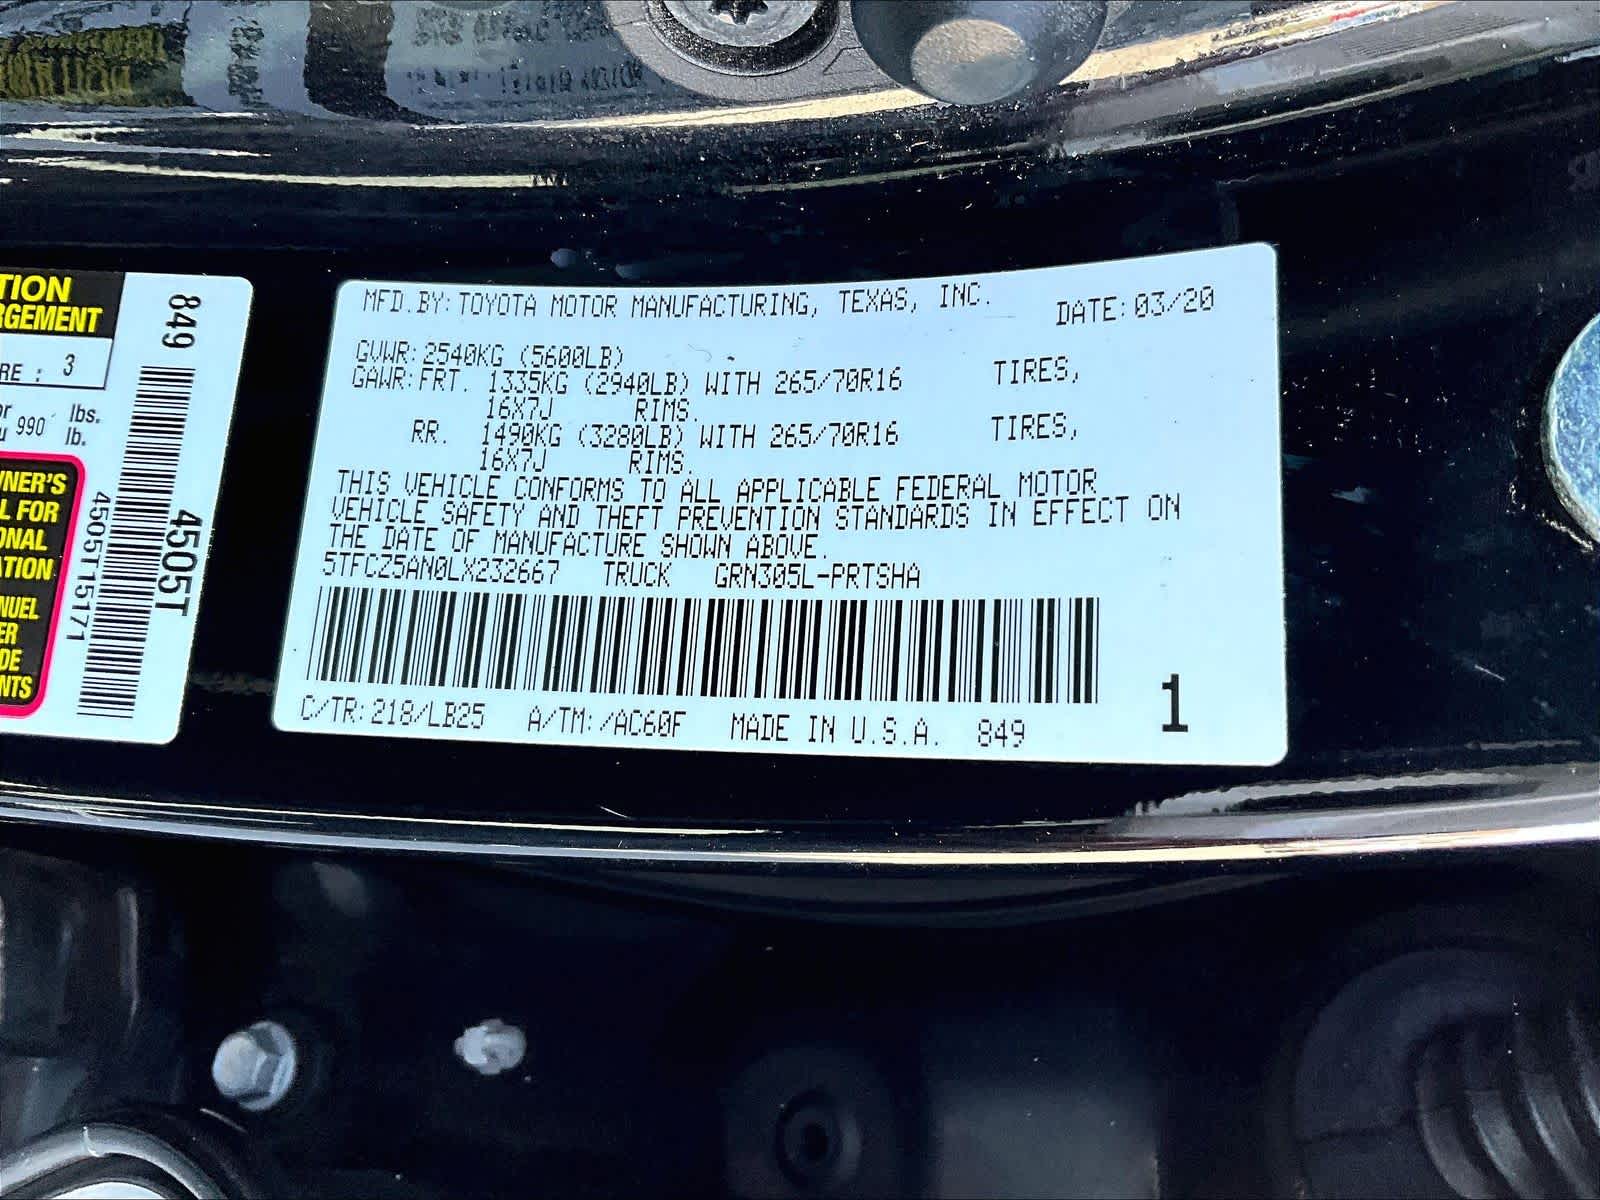 MFD.BY: TOYOTA MOTOR MANUFACTURING, TEXAS, INC. DATE: 03/20
GVWR: 2540KG (5600LB)
GAWR: FRT. 1335KG (2940LB) WITH 265/70R16 TIRES,
16X7J RIMS.
RR. 1490KG (3280LB) WITH 265/70R16 TIRES,
16X7J RIMS.
THIS VEHICLE CONFORMS TO ALL APPLICABLE FEDERAL MOTOR
VEHICLE SAFETY AND THEFT PREVENTION STANDARDS IN EFFECT ON
THE DATE OF MANUFACTURE SHOWN ABOVE.
5TFCZ5AN0LX232667 TRUCK GRN305L-PRTSHA
C/TR: 218/LB25 A/TM: /AC60F MADE IN U.S.A. 849
1
TION
RGEMENT
RE : 3
or lbs.
u 990 lb.
NER'S
L FOR
ONAL
ATION
NUEL
ER
DE
NTS
849
4505T
4505T15171